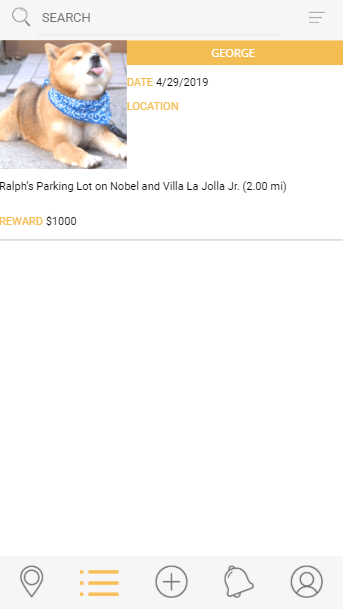 SEARCH
GEORGE
DATE 4/29/2019
LOCATION
Ralph's Parking Lot on Nobel and Villa La Jolla Jr. (2.00 mi)
REWARD $1000